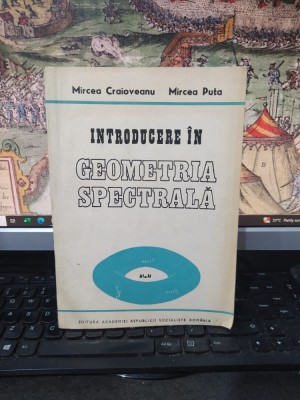 Mircea Craioveanu Mircea Puta
INTRODUCERE ÎN
GEOMETRIA
SPECTRALĂ
EDITURA ACADEMIEI REPUBLICII SOCIALISTE ROMÂNIA